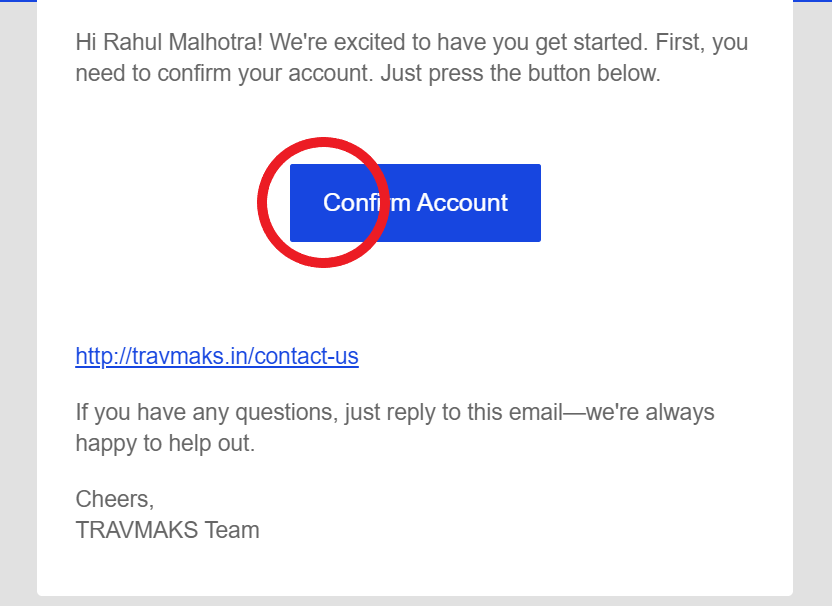 Hi Rahul Malhotra! We're excited to have you get started. First, you
need to confirm your account. Just press the button below.
Confirm Account
http://travmaks.in/contact-us
If you have any questions, just reply to this email—we're always
happy to help out.
Cheers,
TRAVMAKS Team